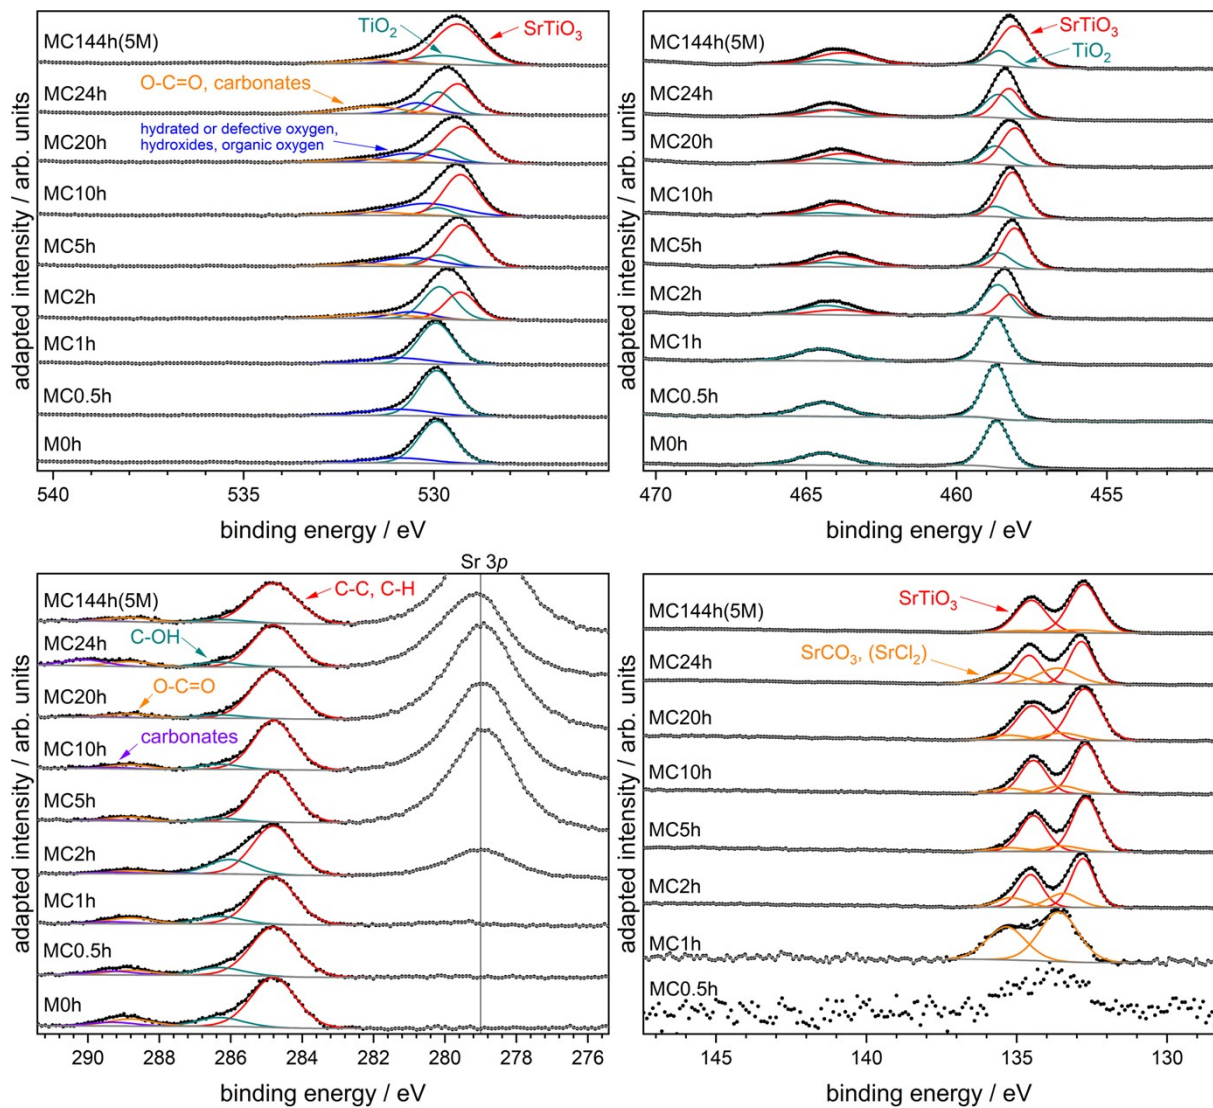 adapted intensity / arb. units
MC144h(5M)
TiO₂
SrTiO₃
MC24h
O-C=O, carbonates
MC20h
hydrated or defective oxygen,
hydroxides, organic oxygen
MC10h
MC5h
MC2h
MC1h
MC0.5h
M0h
540 535 530
binding energy / eV
adapted intensity / arb. units
MC144h(5M)
SrTiO₃
TiO₂
MC24h
MC20h
MC10h
MC5h
MC2h
MC1h
MC0.5h
M0h
470 465 460 455
binding energy / eV
adapted intensity / arb. units
Sr 3p
MC144h(5M)
C-C, C-H
MC24h
C-OH
MC20h
O-C=O
MC10h
carbonates
MC5h
MC2h
MC1h
MC0.5h
M0h
290 288 286 284 282 280 278 276
binding energy / eV
adapted intensity / arb. units
MC144h(5M)
SrTiO₃
MC24h
SrCO₃, (SrCl₂)
MC20h
MC10h
MC5h
MC2h
MC1h
MC0.5h
145 140 135 130
binding energy / eV